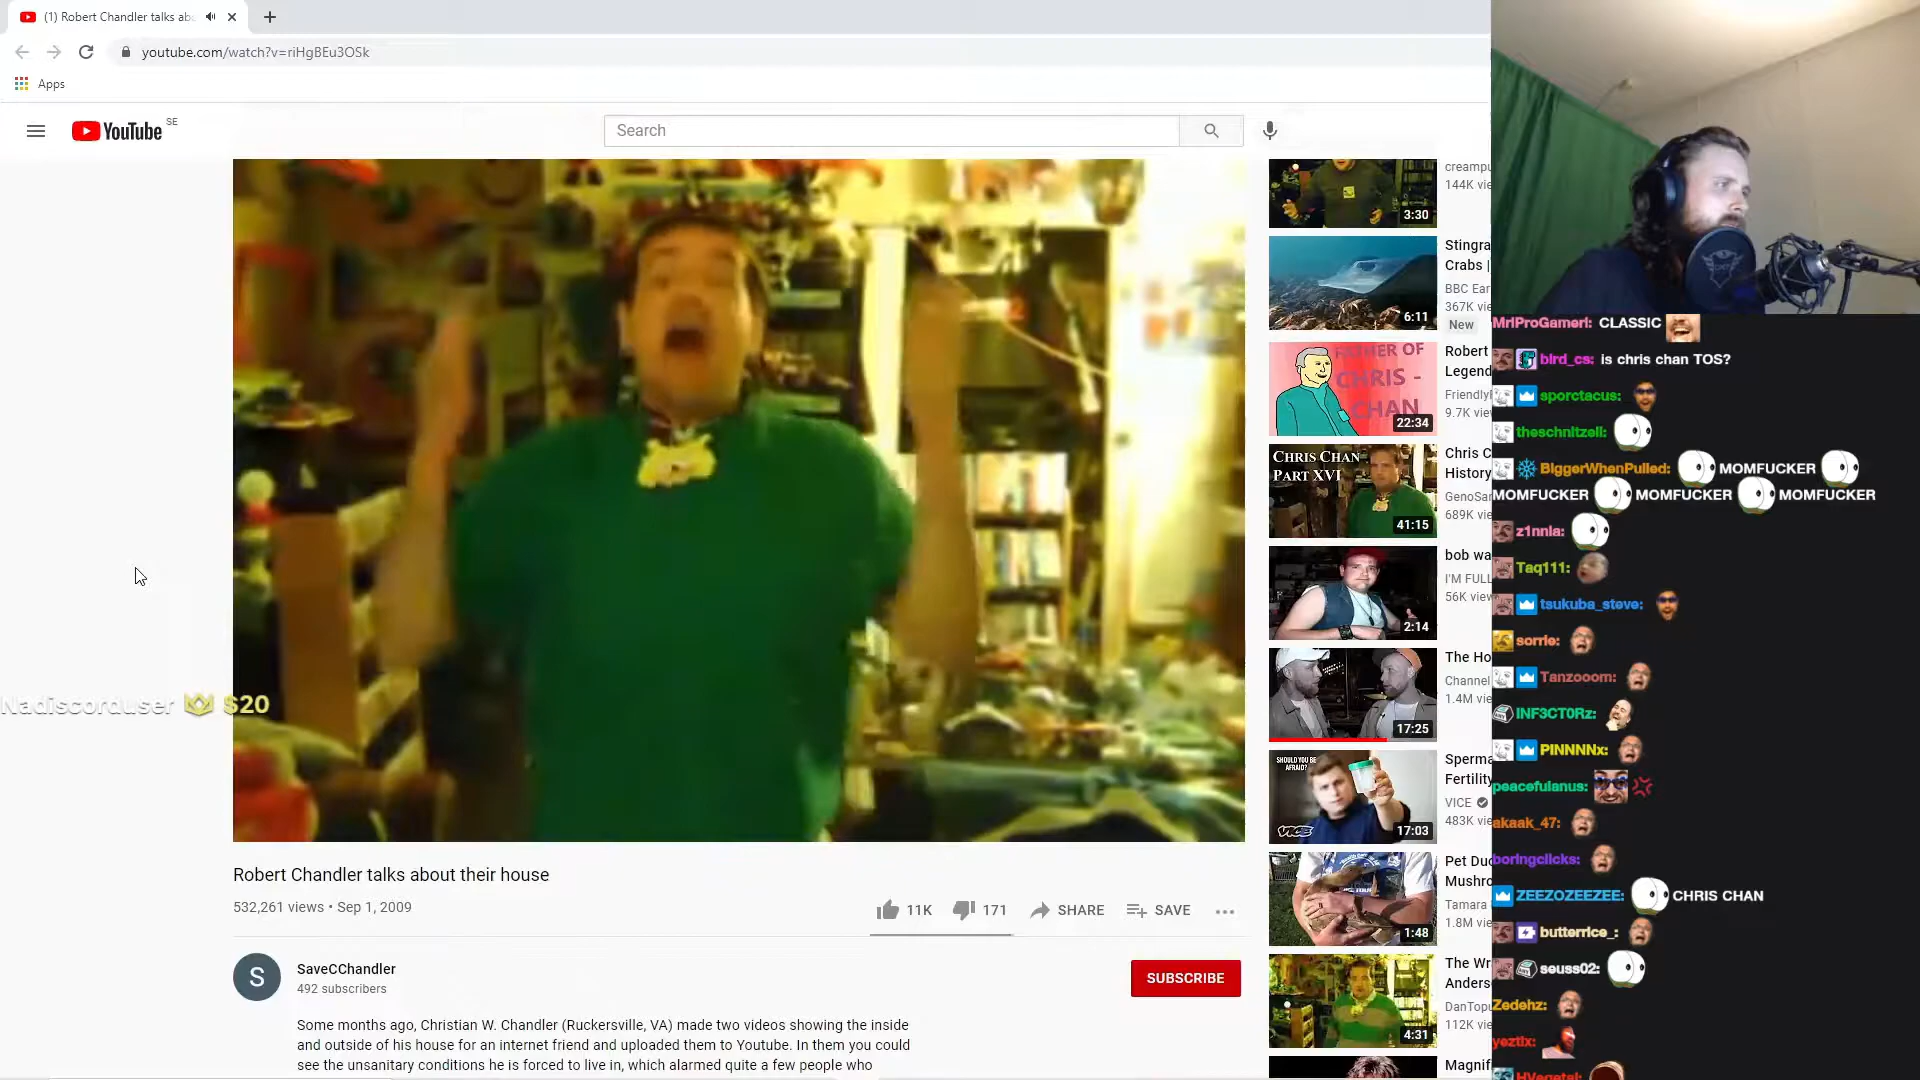 (1) Robert Chandler talks ab
youtube.com/watch?v=riHgBEu3OSk
Apps
YouTube SE
Search
creampu
144K vie
3:30
Stingra
Crabs |
BBC Ear
367K vie
New
6:11
FATHER OF
CHRIS -
CHAN
22:34
Robert
Legend
Friendly
9.7K vie
CHRIS CHAN
PART XVI
41:15
Chris C
History
GenoSar
689K vie
2:14
bob wa
I'M FULL
56K view
17:25
The Ho
Channel
1.4M vie
SHOULD YOU BE
AFRAID?
VICE
17:03
Sperma
Fertility
VICE
483K vie
1:48
Pet Duc
Mushro
Tamara
1.8M vie
4:31
The Wr
Anders
DanTopu
112K vie
Magnif
Nadiscorduser $20
Robert Chandler talks about their house
532,261 views • Sep 1, 2009
11K 171 SHARE SAVE
S
SaveCChandler
492 subscribers
SUBSCRIBE
Some months ago, Christian W. Chandler (Ruckersville, VA) made two videos showing the inside
and outside of his house for an internet friend and uploaded them to Youtube. In them you could
see the unsanitary conditions he is forced to live in, which alarmed quite a few people who
MrlProGamerl: CLASSIC
bird_cs: is chris chan TOS?
sporctacus:
theschnitzell:
BiggerWhenPulled: MOMFUCKER
MOMFUCKER MOMFUCKER MOMFUCKER
z1nnia:
Taq111:
tsukuba_steve:
sorrie:
Tanzooom:
INF3CT0Rz:
PINNNNx:
peacefulanus:
akaak_47:
boringclicks:
ZEEZOZEEZEE: CHRIS CHAN
butterrice_:
seuss02:
Zedehz:
yeztix:
HVegetal: